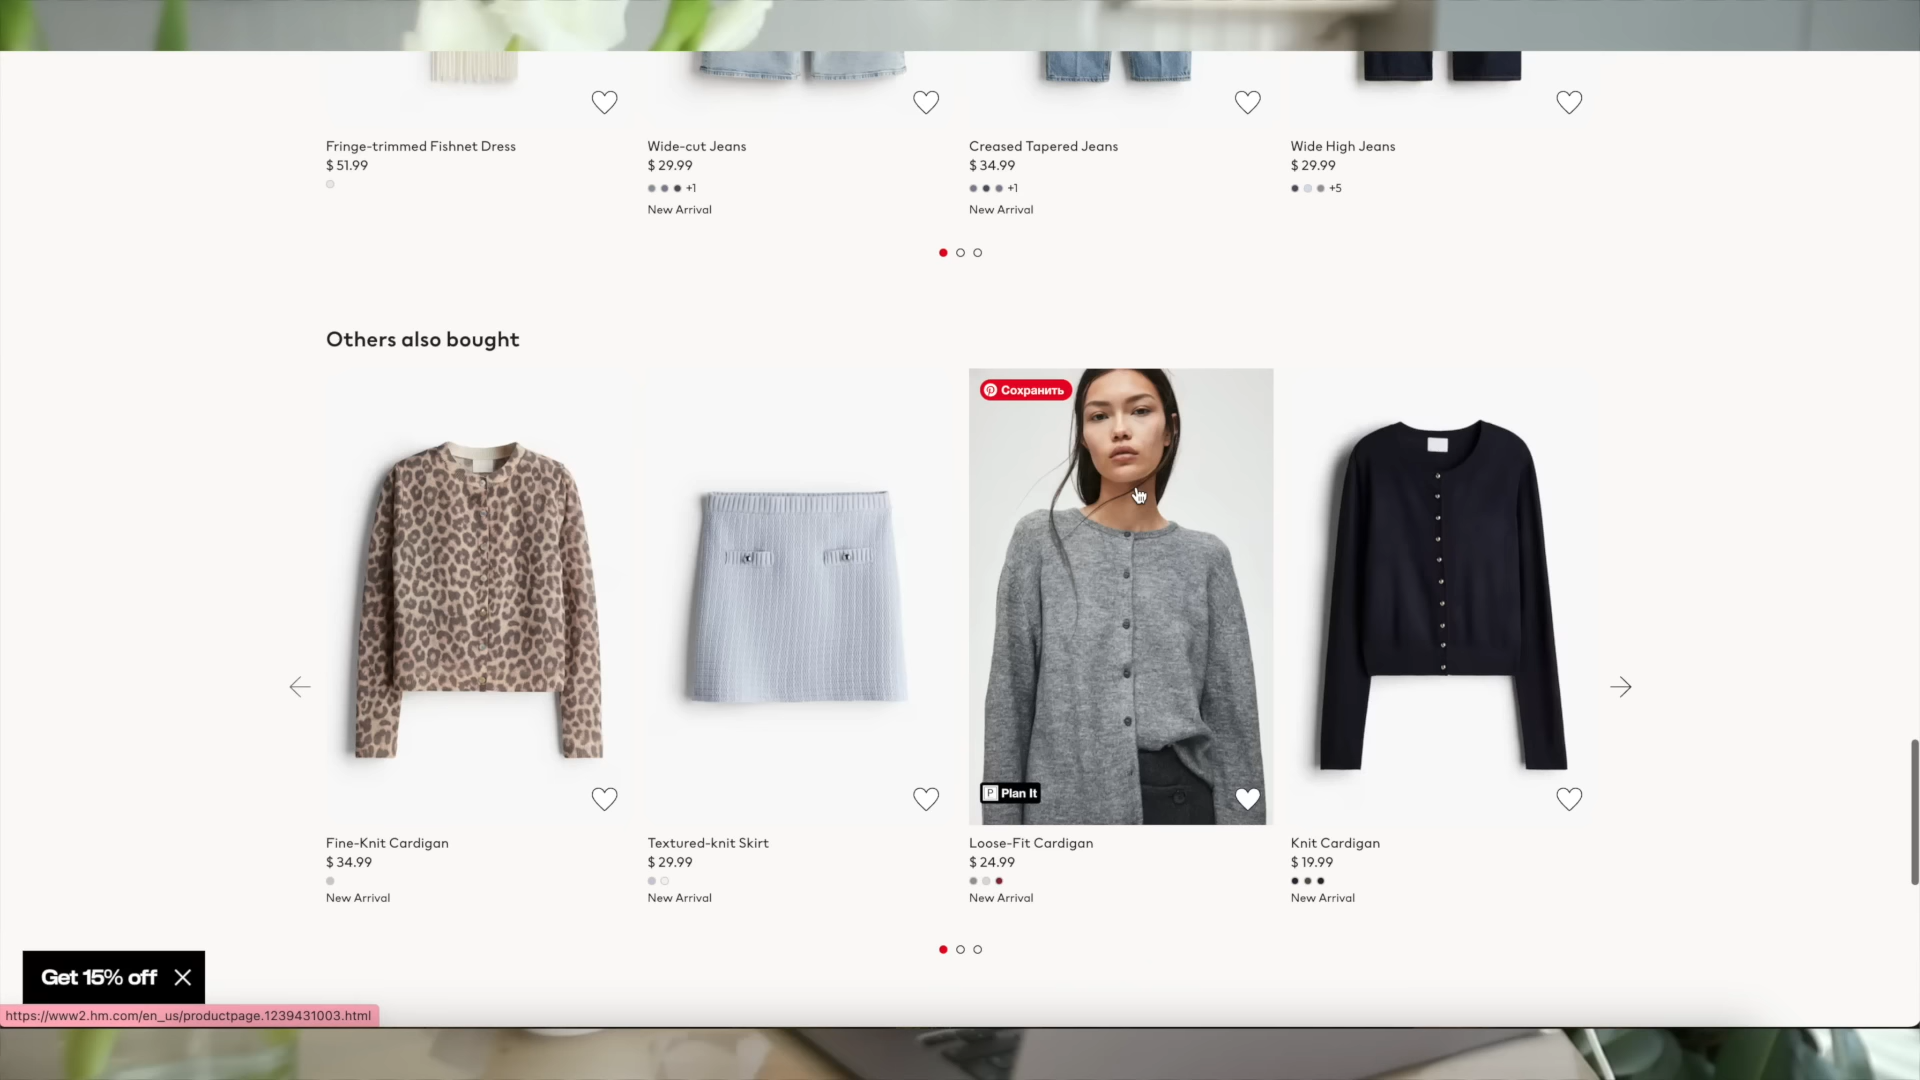 Fringe-trimmed Fishnet Dress
$ 51.99
Wide-cut Jeans
$ 29.99
+1
New Arrival
Creased Tapered Jeans
$ 34.99
+1
New Arrival
Wide High Jeans
$ 29.99
+5
Others also bought
Сохранить
P Plan It
Fine-Knit Cardigan
$ 34.99
New Arrival
Textured-knit Skirt
$ 29.99
New Arrival
Loose-Fit Cardigan
$ 24.99
New Arrival
Knit Cardigan
$ 19.99
New Arrival
Get 15% off
https://www2.hm.com/en_us/productpage.1239431003.html